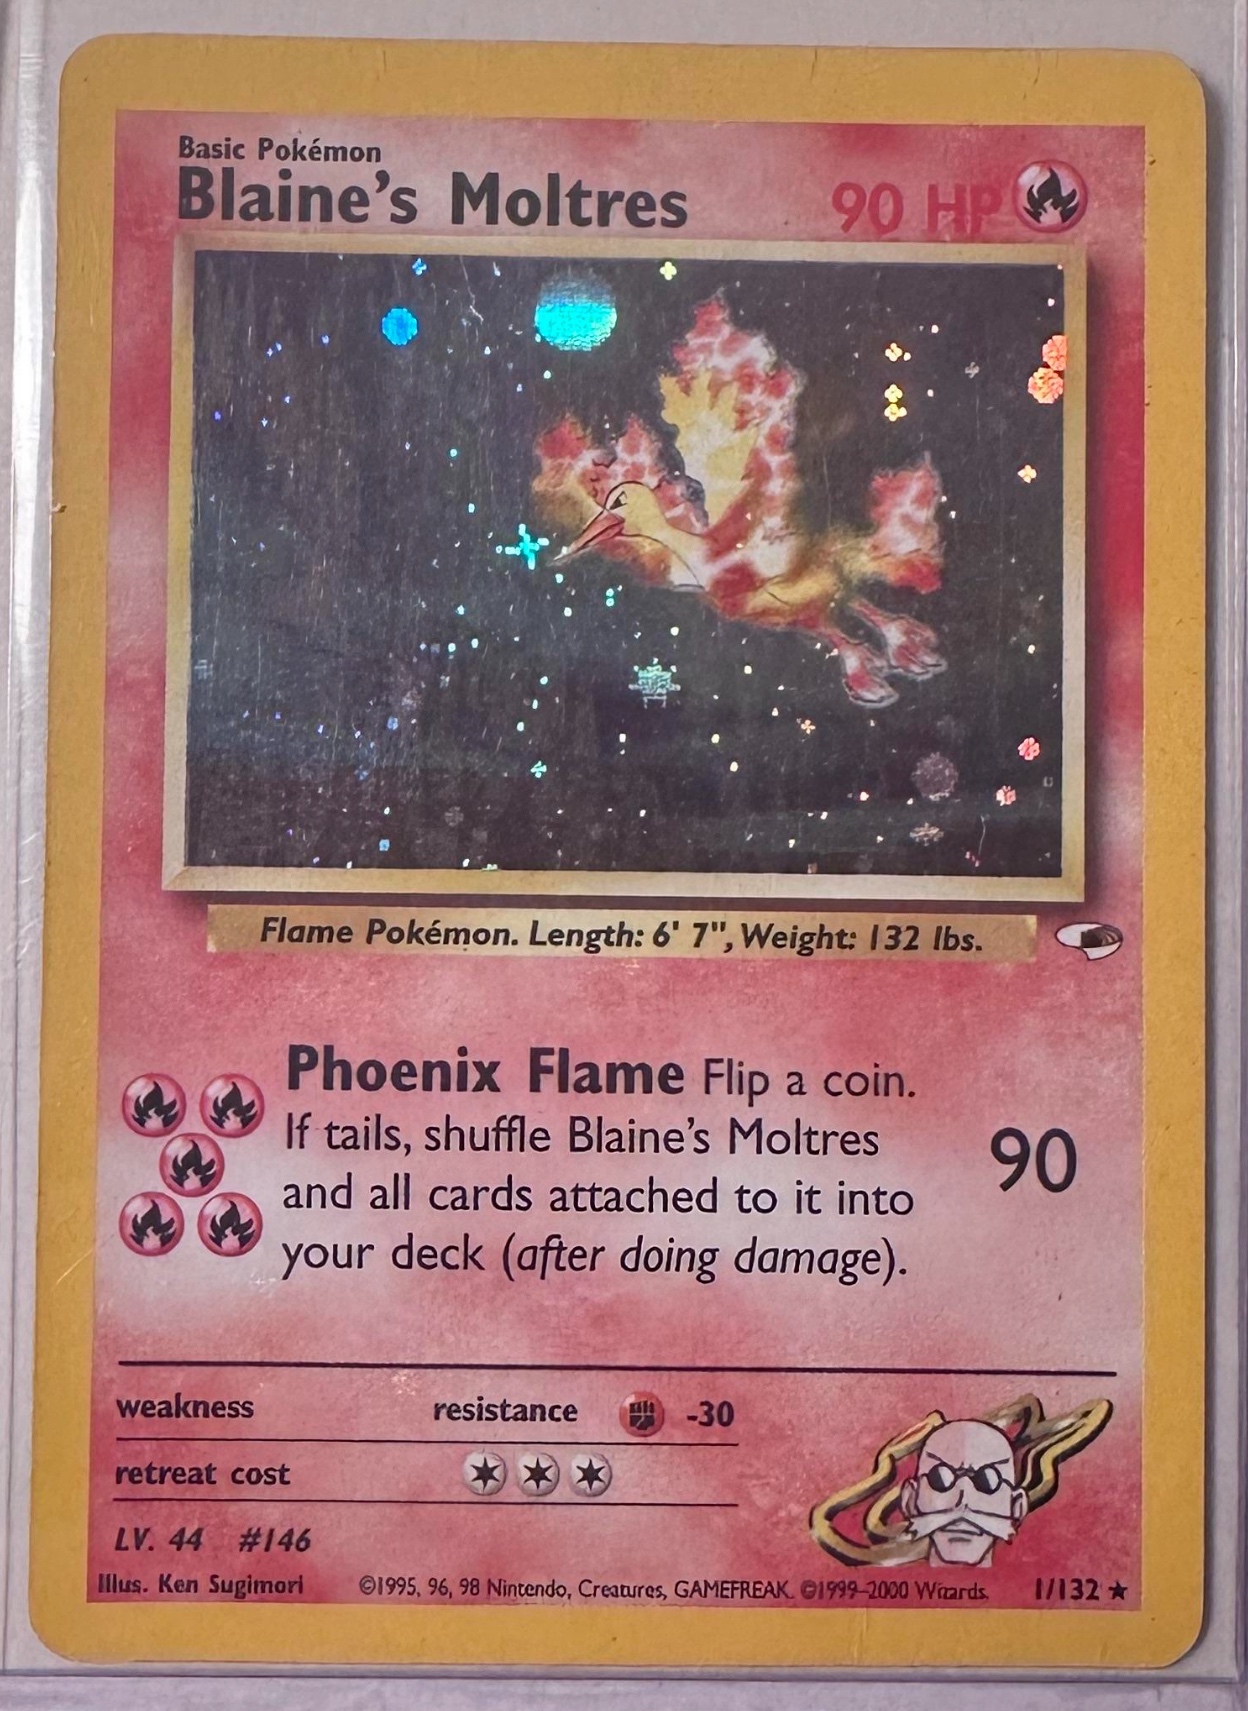 Basic Pokémon
Blaine's Moltres 90 HP
Flame Pokémon. Length: 6' 7", Weight: 132 lbs.
Phoenix Flame Flip a coin.
If tails, shuffle Blaine's Moltres
and all cards attached to it into
your deck (after doing damage).
90
weakness resistance -30
retreat cost
LV. 44 #146
Illus. Ken Sugimori ©1995, 96, 98 Nintendo, Creatures, GAMEFREAK. ©1999-2000 Wizards. 1/132 ★